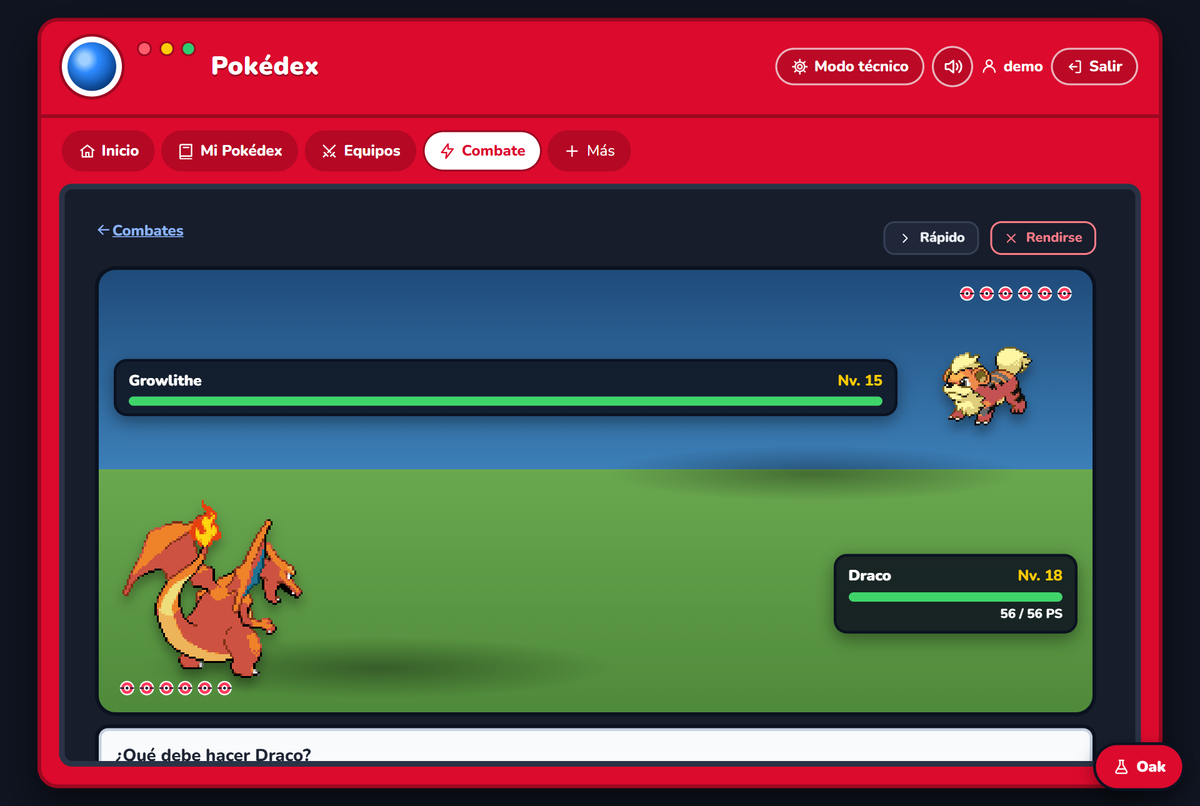 Pokédex
Modo técnico
demo
Salir
Inicio
Mi Pokédex
Equipos
Combate
Más
Combates
Rápido
Rendirse
Growlithe
Nv. 15
Draco
Nv. 18
56 / 56 PS
¿Qué debe hacer Draco?
Oak